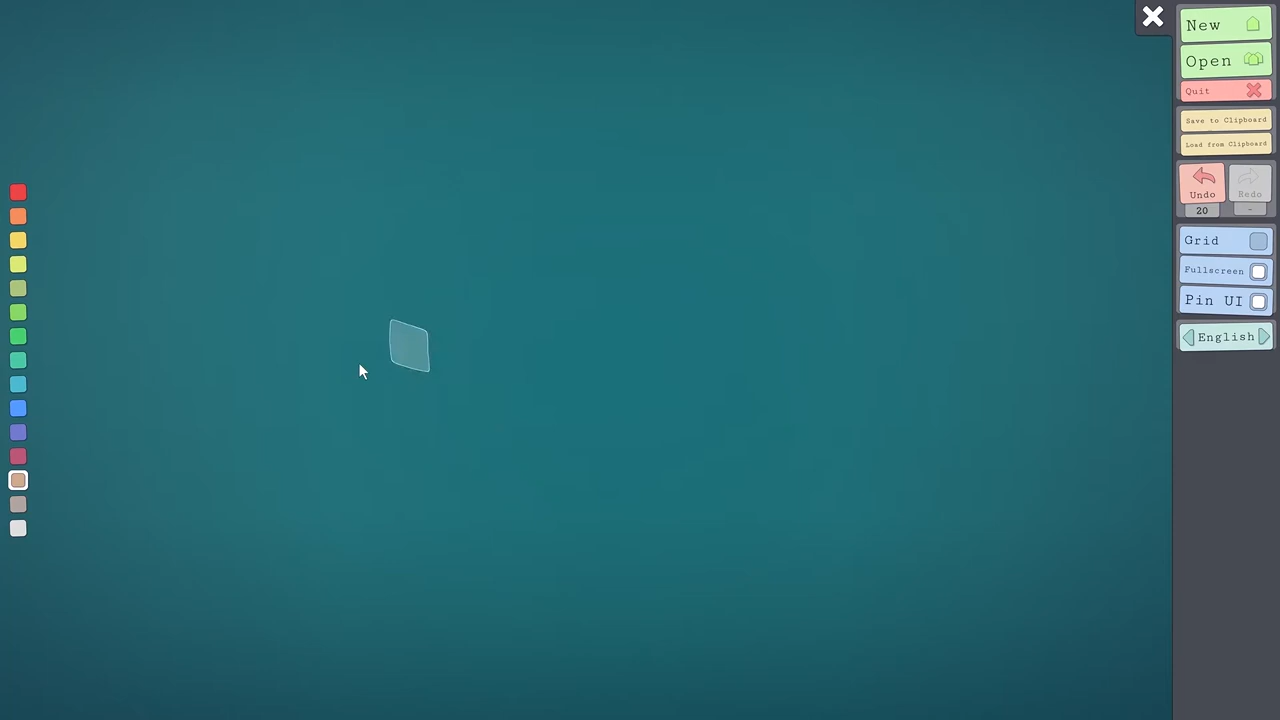 New
Open
Quit
Save to Clipboard
Load from Clipboard
Undo
Redo
20
-
Grid
Fullscreen
Pin UI
English